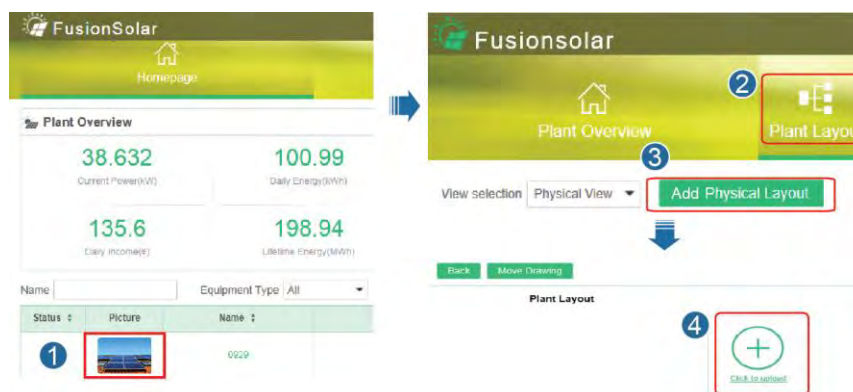 FusionSolar
Homepage
Plant Overview
38.632
100.99
Current Power(kW)
Daily Energy(kWh)
135.6
198.94
Daily Income(¥)
Lifetime Energy(MWh)
Name
Equipment Type All
Status
Picture
Name
1
0929
Fusionsolar
2
Plant Overview
Plant Layou
3
View selection Physical View
Add Physical Layout
Back
Move Drawing
Plant Layout
4
Click to upload